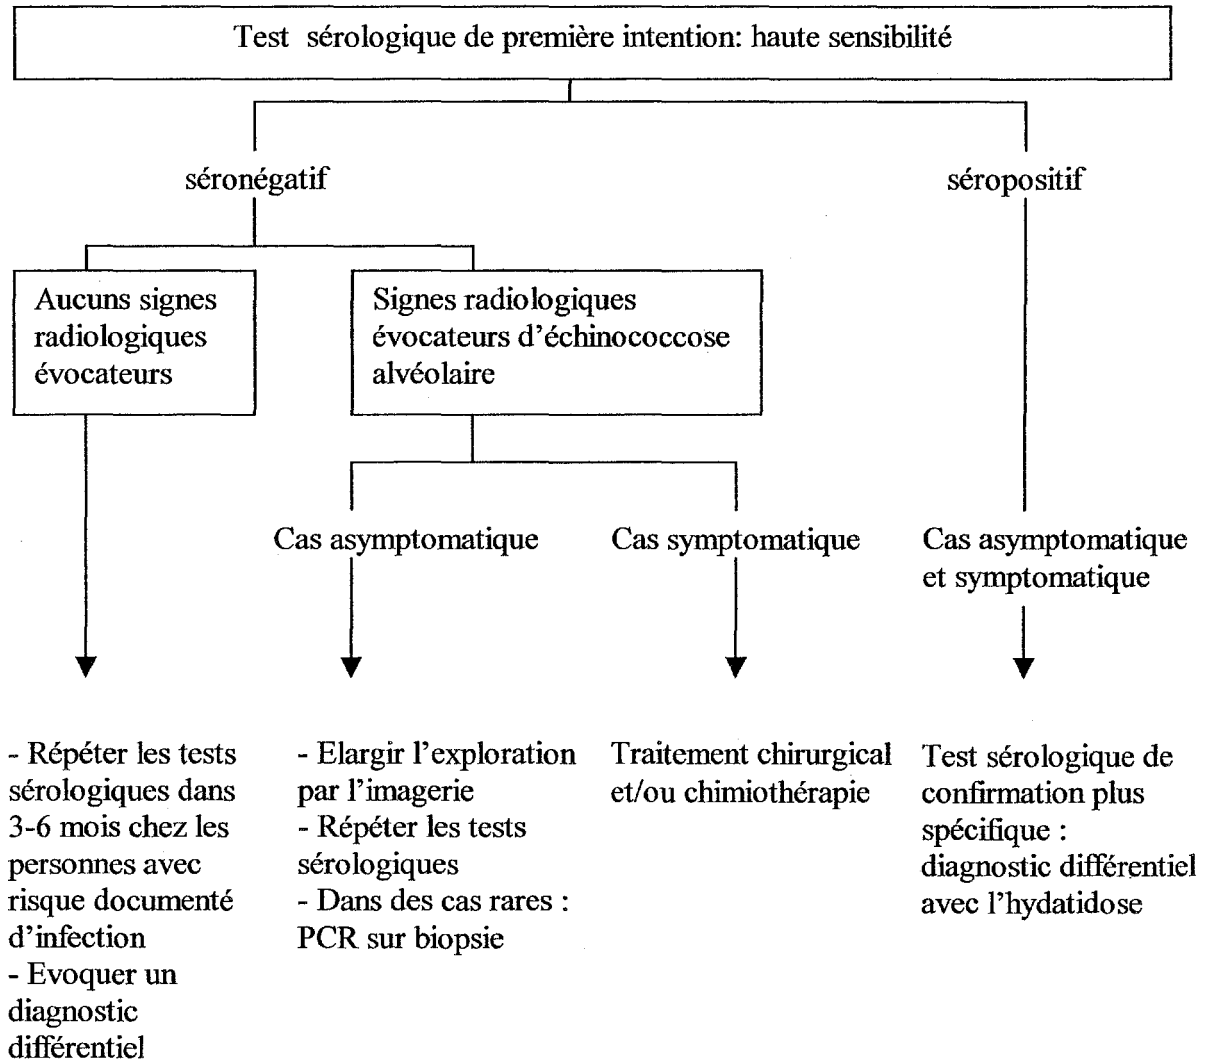 Test sérologique de première intention: haute sensibilité
séronégatif
séropositif
Aucuns signes
radiologiques
évocateurs
Signes radiologiques
évocateurs d'échinococcose
alvéolaire
Cas asymptomatique
Cas symptomatique
Cas asymptomatique
et symptomatique
- Répéter les tests
sérologiques dans
3-6 mois chez les
personnes avec
risque documenté
d'infection
- Evoquer un
diagnostic
différentiel
- Elargir l'exploration
par l'imagerie
- Répéter les tests
sérologiques
- Dans des cas rares :
PCR sur biopsie
Traitement chirurgical
et/ou chimiothérapie
Test sérologique de
confirmation plus
spécifique :
diagnostic différentiel
avec l'hydatidose